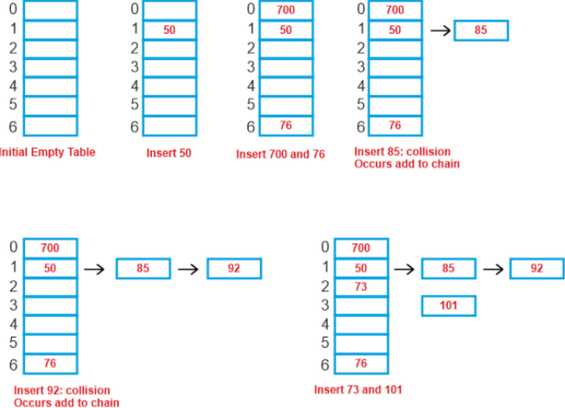 0 0 0 700 0 700
1 1 50 1 50 1 50 → 85
2 2 2 2
3 3 3 3
4 4 4 4
5 5 5 5
6 6 6 76 6 76
Initial Empty Table Insert 50 Insert 700 and 76 Insert 85: collision
Occurs add to chain
0 700 0 700
1 50 → 85 → 92 1 50 → 85 → 92
2 2 73
3 3 101
4 4
5 5
6 76 6 76
Insert 92: collision Insert 73 and 101
Occurs add to chain